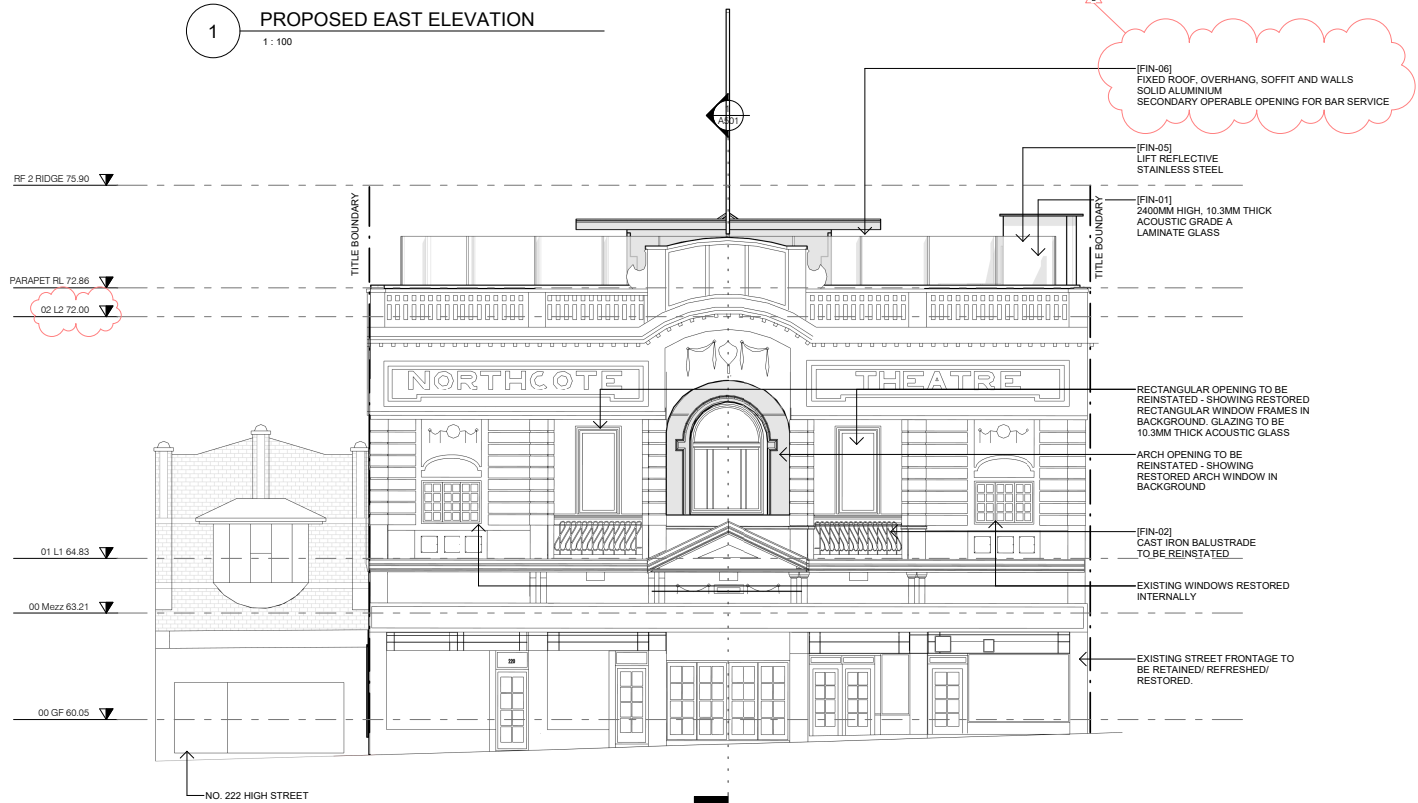 1
PROPOSED EAST ELEVATION
1 : 100
[FIN-06]
FIXED ROOF, OVERHANG, SOFFIT AND WALLS
SOLID ALUMINIUM
SECONDARY OPERABLE OPENING FOR BAR SERVICE
A501
[FIN-05]
LIFT REFLECTIVE
STAINLESS STEEL
RF 2 RIDGE 75.90
TITLE BOUNDARY
TITLE BOUNDARY
[FIN-01]
2400MM HIGH, 10.3MM THICK
ACOUSTIC GRADE A
LAMINATE GLASS
PARAPET RL 72.86
02 L2 72.00
NORTHCOTE
THEATRE
RECTANGULAR OPENING TO BE
REINSTATED - SHOWING RESTORED
RECTANGULAR WINDOW FRAMES IN
BACKGROUND. GLAZING TO BE
10.3MM THICK ACOUSTIC GLASS
ARCH OPENING TO BE
REINSTATED - SHOWING
RESTORED ARCH WINDOW IN
BACKGROUND
[FIN-02]
CAST IRON BALUSTRADE
TO BE REINSTATED
01 L1 64.83
EXISTING WINDOWS RESTORED
INTERNALLY
00 Mezz 63.21
EXISTING STREET FRONTAGE TO
BE RETAINED/ REFRESHED/
RESTORED.
220
00 GF 60.05
NO. 222 HIGH STREET